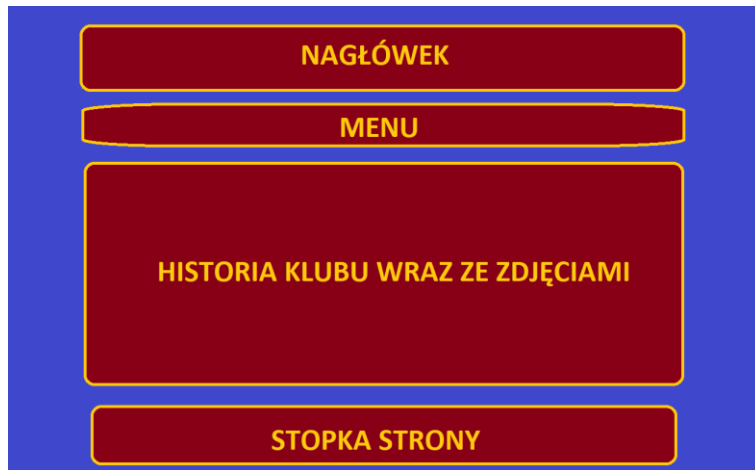 NAGŁÓWEK
MENU
HISTORIA KLUBU WRAZ ZE ZDJĘCIAMI
STOPKA STRONY